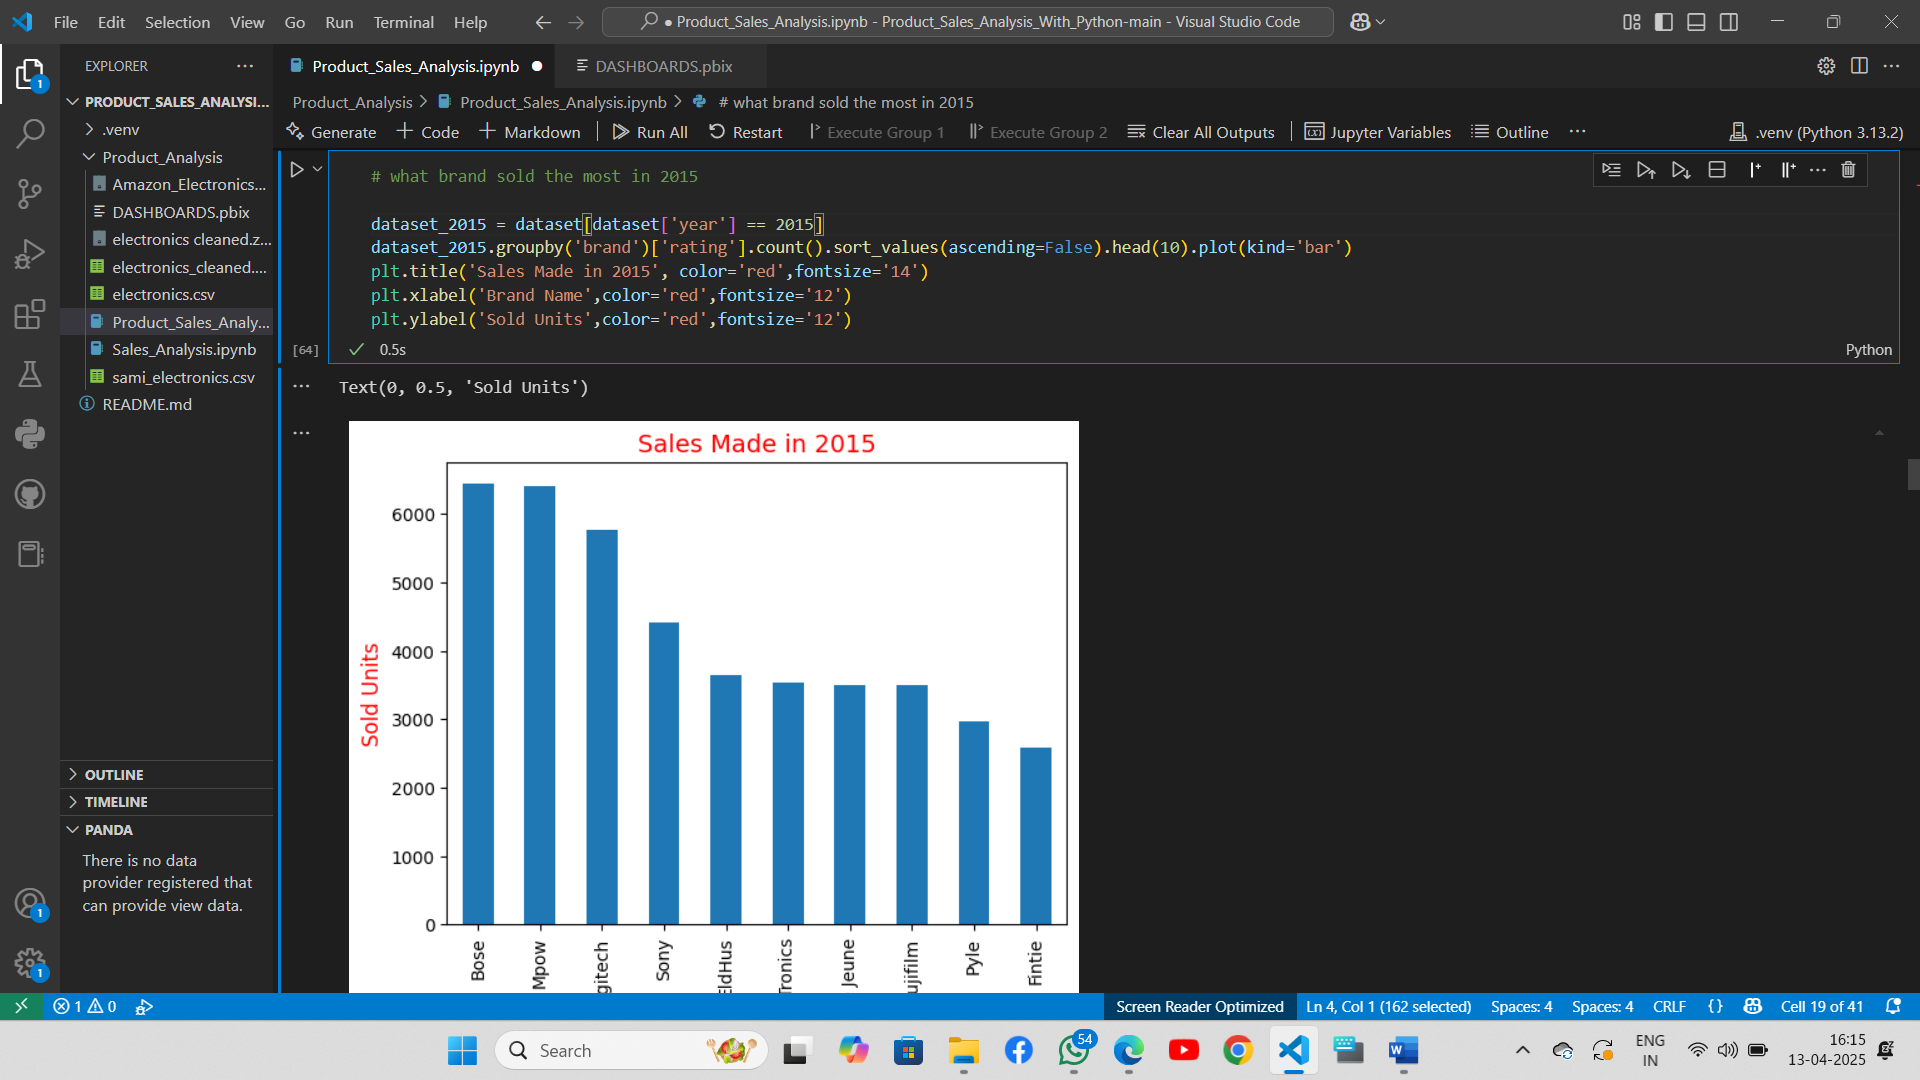 File Edit Selection View Go Run Terminal Help
● Product_Sales_Analysis.ipynb - Product_Sales_Analysis_With_Python-main - Visual Studio Code
EXPLORER
PRODUCT_SALES_ANALYSI...
.venv
Product_Analysis
Amazon_Electronics...
DASHBOARDS.pbix
electronics cleaned.z...
electronics_cleaned....
electronics.csv
Product_Sales_Analy...
Sales_Analysis.ipynb
sami_electronics.csv
README.md
OUTLINE
TIMELINE
PANDA
There is no data
provider registered that
can provide view data.
1
1
1
Product_Sales_Analysis.ipynb ●
DASHBOARDS.pbix
Product_Analysis > Product_Sales_Analysis.ipynb > # what brand sold the most in 2015
Generate + Code + Markdown Run All Restart Execute Group 1 Execute Group 2 Clear All Outputs Jupyter Variables Outline ... .venv (Python 3.13.2)
# what brand sold the most in 2015
dataset_2015 = dataset[dataset['year'] == 2015]
dataset_2015.groupby('brand')['rating'].count().sort_values(ascending=False).head(10).plot(kind='bar')
plt.title('Sales Made in 2015', color='red',fontsize='14')
plt.xlabel('Brand Name',color='red',fontsize='12')
plt.ylabel('Sold Units',color='red',fontsize='12')
[64] 0.5s Python
Text(0, 0.5, 'Sold Units')
Sales Made in 2015
Sold Units
6000
5000
4000
3000
2000
1000
0
Bose
Mpow
gitech
Sony
EldHus
Tronics
Jeune
ujifilm
Pyle
Fintie
1 0 Screen Reader Optimized Ln 4, Col 1 (162 selected) Spaces: 4 Spaces: 4 CRLF {} Cell 19 of 41
Search 54 ENG IN 16:15 13-04-2025